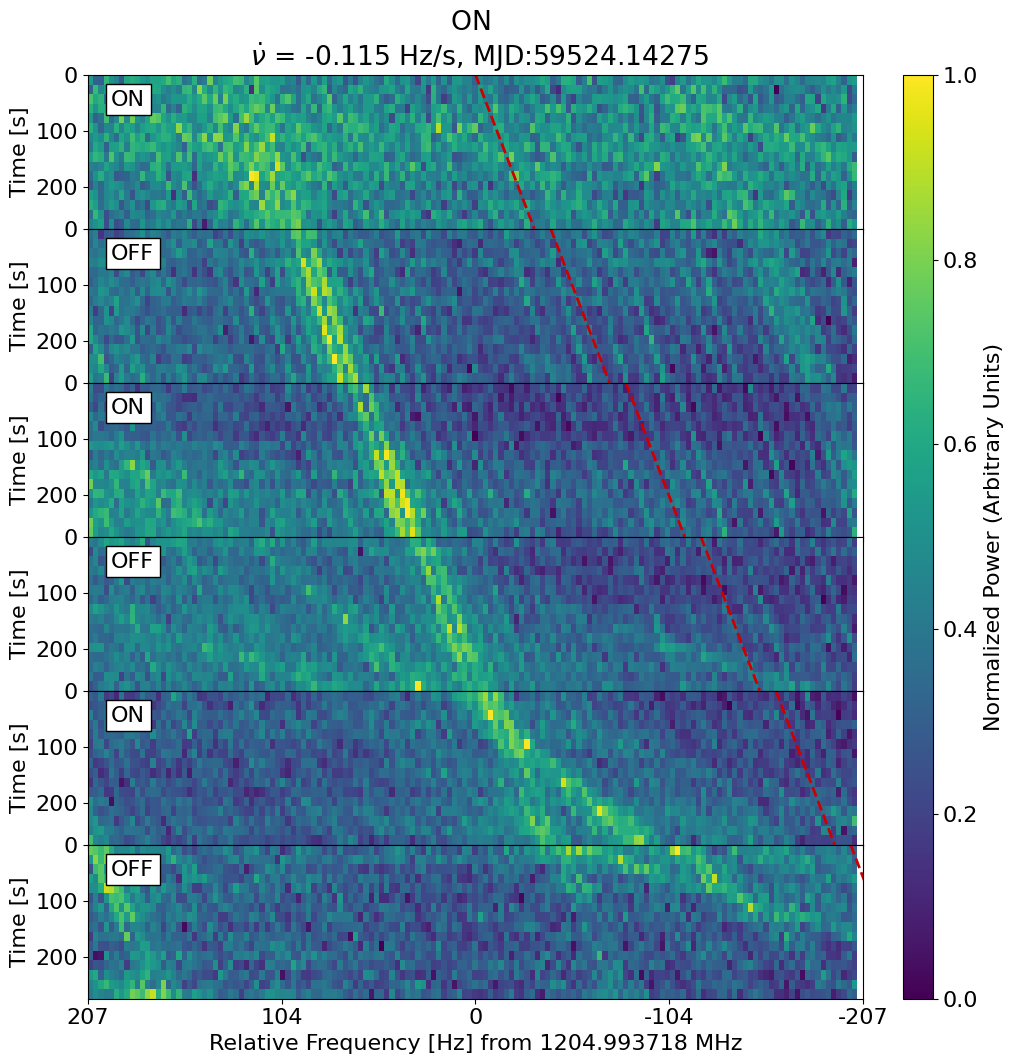 ON
ν̇ = -0.115 Hz/s, MJD:59524.14275
0
ON
100
200
Time [s]
0
OFF
100
200
Time [s]
0
ON
100
200
Time [s]
0
OFF
100
200
Time [s]
0
ON
100
200
Time [s]
0
OFF
100
200
Time [s]
207 104 0 -104 -207
Relative Frequency [Hz] from 1204.993718 MHz
1.0
0.8
0.6
0.4
0.2
0.0
Normalized Power (Arbitrary Units)